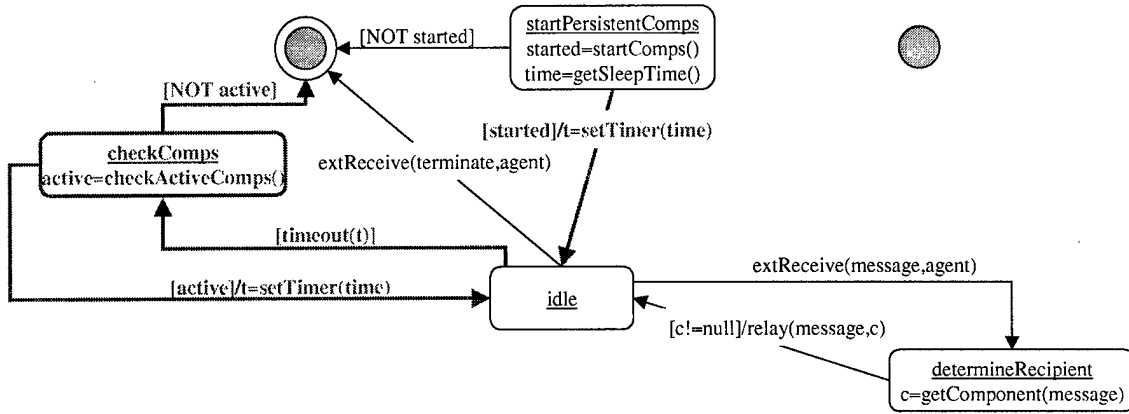 startPersistentComps
started=startComps()
time=getSleepTime()
[NOT started]
[NOT active]
[started]/t=setTimer(time)
checkComps
active=checkActiveComps()
extReceive(terminate,agent)
[timeout(t)]
extReceive(message,agent)
[active]/t=setTimer(time)
idle
[c!=null]/relay(message,c)
determineRecipient
c=getComponent(message)